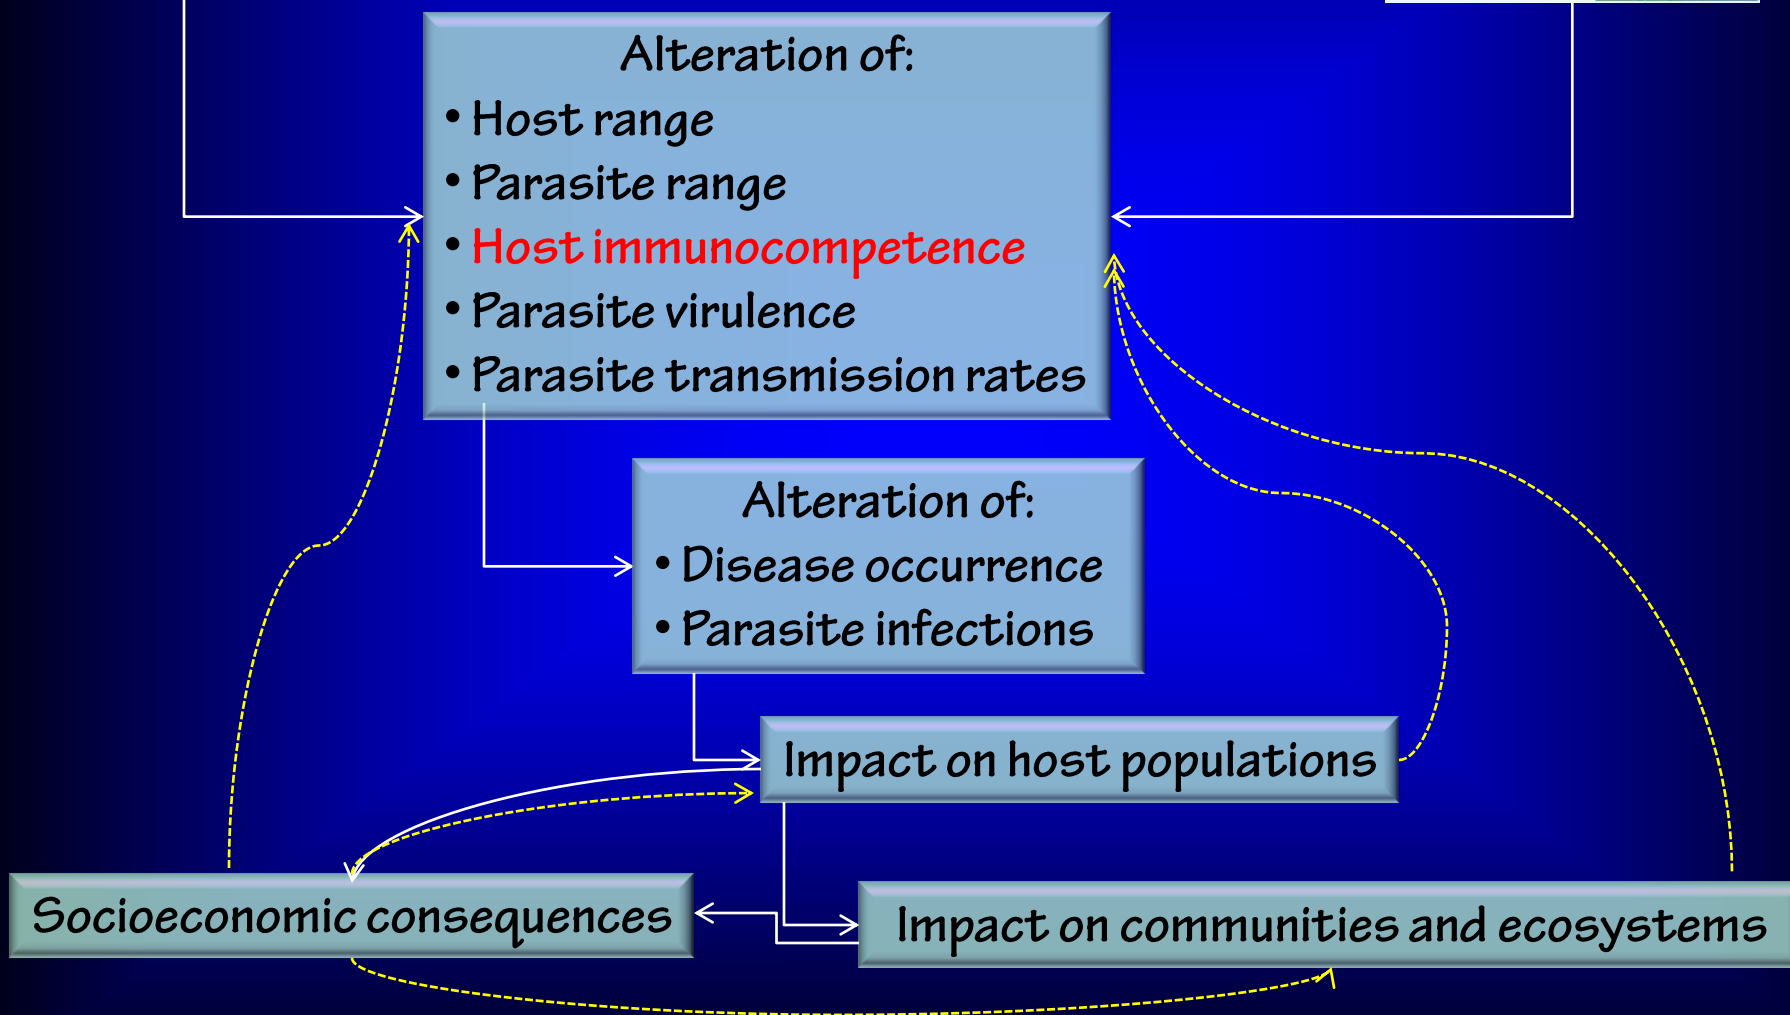 Alteration of:
• Host range
• Parasite range
• Host immunocompetence
• Parasite virulence
• Parasite transmission rates
Alteration of:
• Disease occurrence
• Parasite infections
Impact on host populations
Socioeconomic consequences
Impact on communities and ecosystems